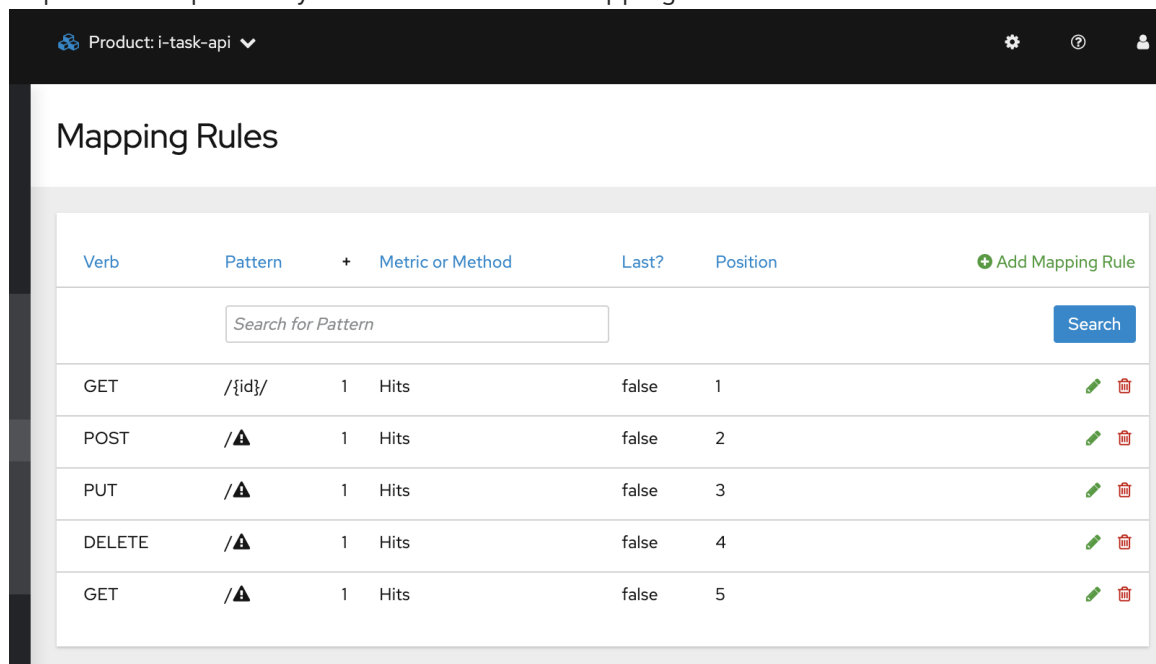 Product: i-task-api
Mapping Rules
Verb Pattern + Metric or Method Last? Position Add Mapping Rule
Search for Pattern Search
GET /{id}/ 1 Hits false 1
POST / 1 Hits false 2
PUT / 1 Hits false 3
DELETE / 1 Hits false 4
GET / 1 Hits false 5